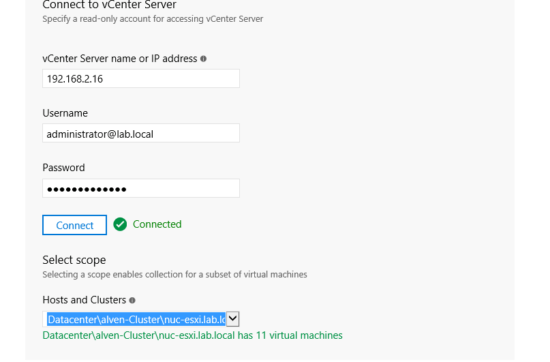 Connect to vCenter Server
Specify a read-only account for accessing vCenter Server
vCenter Server name or IP address
192.168.2.16
Username
administrator@lab.local
Password
•••••••••••••
Connect
Connected
Select scope
Selecting a scope enables collection for a subset of virtual machines
Hosts and Clusters
Datacenter\alven-Cluster\nuc-esxi.lab.lo
Datacenter\alven-Cluster\nuc-esxi.lab.local has 11 virtual machines